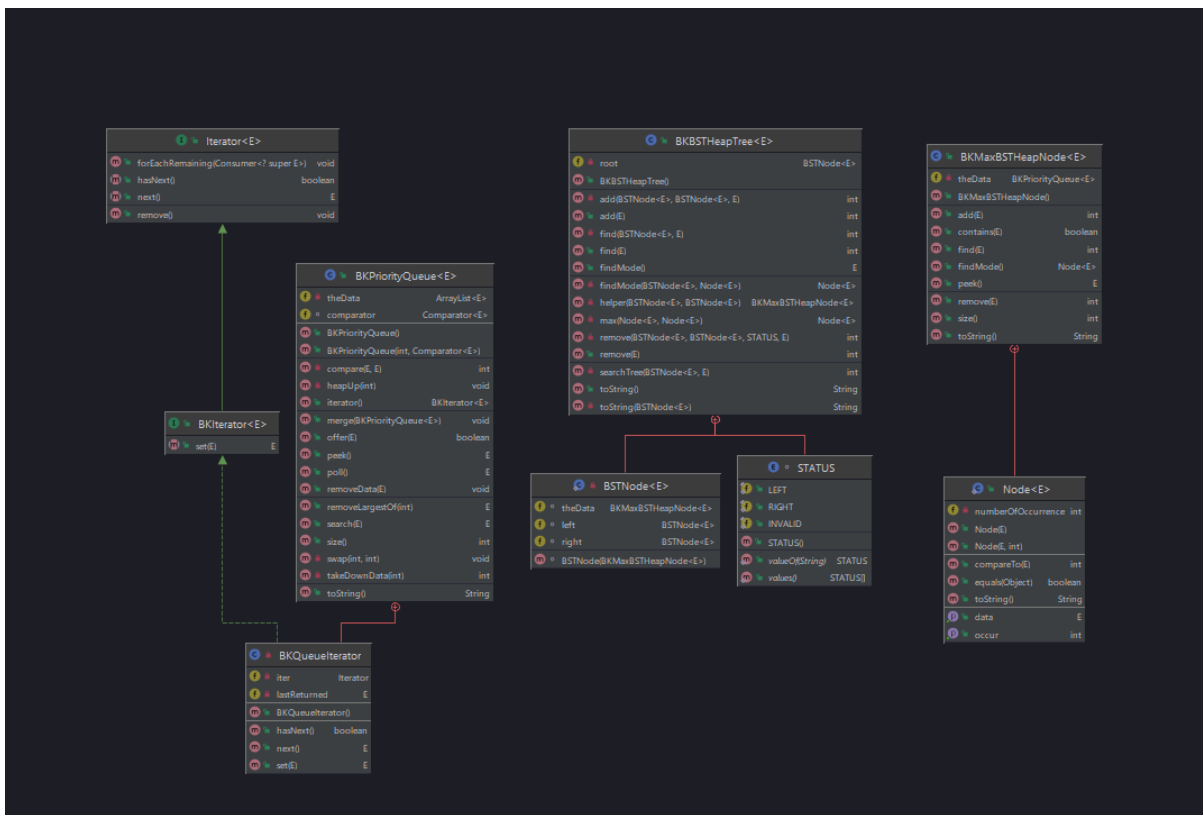 Iterator<E>
forEachRemaining(Consumer<? super E>) void
hasNext() boolean
next() E
remove() void
BKIterator<E>
set(E) E
BKPriorityQueue<E>
theData ArrayList<E>
comparator Comparator<E>
BKPriorityQueue()
BKPriorityQueue(int, Comparator<E>)
compare(E, E) int
heapUp(int) void
iterator() BKIterator<E>
merge(BKPriorityQueue<E>) void
offer(E) boolean
peek() E
poll() E
removeData(E) void
removeLargestOf(int) E
search(E) E
size() int
swap(int, int) void
takeDownData(int) int
toString() String
BKQueueIterator
iter Iterator
lastReturned E
BKQueueIterator()
hasNext() boolean
next() E
set(E) E
BKBSTHeapTree<E>
root BSTNode<E>
BKBSTHeapTree()
add(BSTNode<E>, BSTNode<E>, E) int
add(E) int
find(BSTNode<E>, E) int
find(E) int
findMode() E
findMode(BSTNode<E>, Node<E>) Node<E>
helper(BSTNode<E>, BSTNode<E>) BKMaxBSTHeapNode<E>
max(Node<E>, Node<E>) Node<E>
remove(BSTNode<E>, BSTNode<E>, STATUS, E) int
remove(E) int
searchTree(BSTNode<E>, E) int
toString() String
toString(BSTNode<E>) String
BSTNode<E>
theData BKMaxBSTHeapNode<E>
left BSTNode<E>
right BSTNode<E>
BSTNode(BKMaxBSTHeapNode<E>)
STATUS
LEFT
RIGHT
INVALID
STATUS()
valueOf(String) STATUS
values() STATUS[]
BKMaxBSTHeapNode<E>
theData BKPriorityQueue<E>
BKMaxBSTHeapNode()
add(E) int
contains(E) boolean
find(E) int
findMode() Node<E>
peek() E
remove(E) int
size() int
toString() String
Node<E>
numberOfOccurrence int
Node(E)
Node(E, int)
compareTo(E) int
equals(Object) boolean
toString() String
data E
occur int